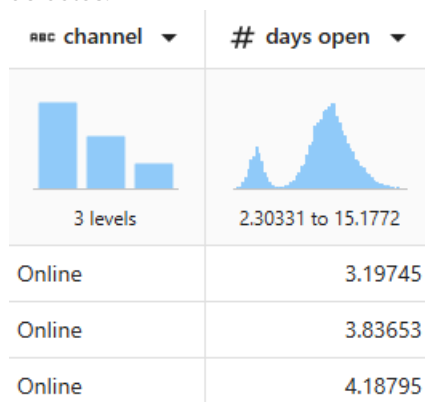 ABC channel
# days open
3 levels
2.30331 to 15.1772
Online 3.19745
Online 3.83653
Online 4.18795